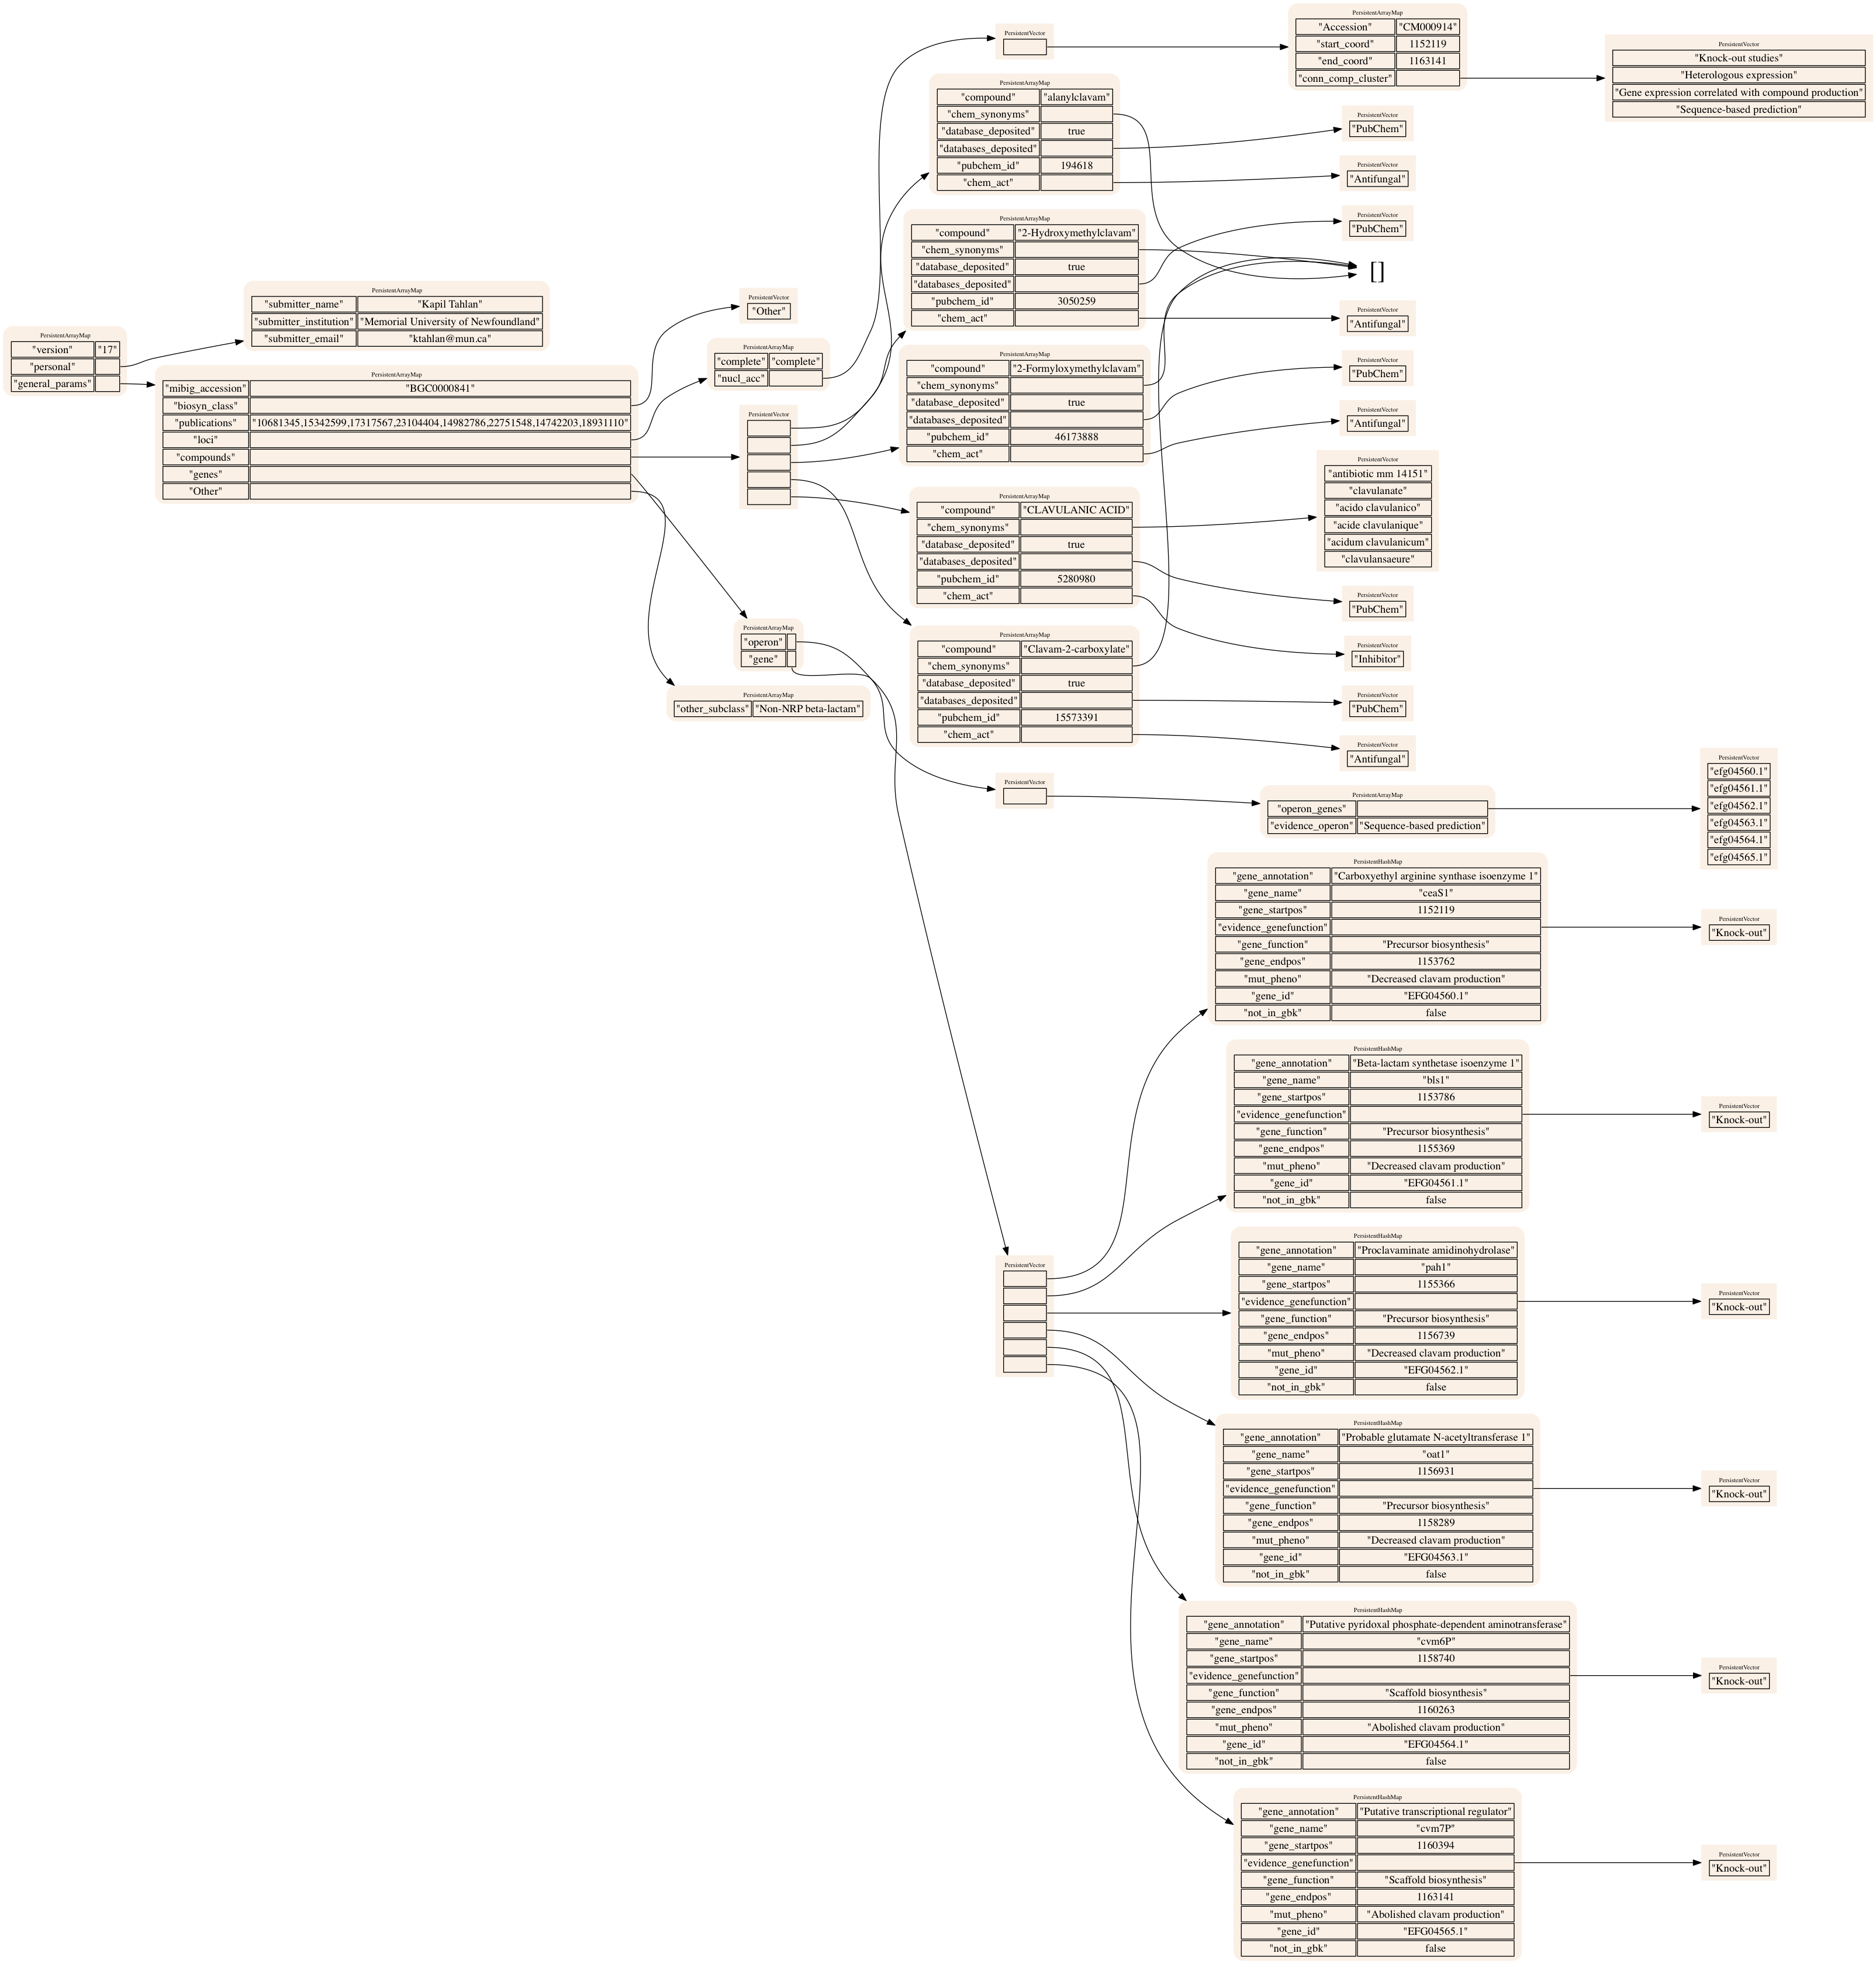 PersistentArrayMap
"version" "17"
"personal"
"general_params"
PersistentArrayMap
"submitter_name" "Kapil Tahlan"
"submitter_institution" "Memorial University of Newfoundland"
"submitter_email" "ktahlan@mun.ca"
PersistentArrayMap
"mibig_accession" "BGC0000841"
"biosyn_class"
"publications" "10681345,15342599,17317567,23104404,14982786,22751548,14742203,18931110"
"loci"
"compounds"
"genes"
"Other"
PersistentVector
"Other"
PersistentArrayMap
"complete" "complete"
"nucl_acc"
PersistentVector
PersistentArrayMap
"operon"
"gene"
PersistentArrayMap
"other_subclass" "Non-NRP beta-lactam"
PersistentVector
PersistentArrayMap
"compound" "alanylclavam"
"chem_synonyms"
"database_deposited" true
"databases_deposited"
"pubchem_id" 194618
"chem_act"
PersistentArrayMap
"compound" "2-Hydroxymethylclavam"
"chem_synonyms"
"database_deposited" true
"databases_deposited"
"pubchem_id" 3050259
"chem_act"
PersistentArrayMap
"compound" "2-Formyloxymethylclavam"
"chem_synonyms"
"database_deposited" true
"databases_deposited"
"pubchem_id" 46173888
"chem_act"
PersistentArrayMap
"compound" "CLAVULANIC ACID"
"chem_synonyms"
"database_deposited" true
"databases_deposited"
"pubchem_id" 5280980
"chem_act"
PersistentArrayMap
"compound" "Clavam-2-carboxylate"
"chem_synonyms"
"database_deposited" true
"databases_deposited"
"pubchem_id" 15573391
"chem_act"
PersistentVector
PersistentVector
PersistentArrayMap
"Accession" "CM000914"
"start_coord" 1152119
"end_coord" 1163141
"conn_comp_cluster"
PersistentVector
"PubChem"
PersistentVector
"Antifungal"
PersistentVector
"PubChem"
[]
PersistentVector
"Antifungal"
PersistentVector
"PubChem"
PersistentVector
"Antifungal"
PersistentVector
"antibiotic mm 14151"
"clavulanate"
"acido clavulanico"
"acide clavulanique"
"acidum clavulanicum"
"clavulansaeure"
PersistentVector
"PubChem"
PersistentVector
"Inhibitor"
PersistentVector
"PubChem"
PersistentVector
"Antifungal"
PersistentArrayMap
"operon_genes"
"evidence_operon" "Sequence-based prediction"
PersistentHashMap
"gene_annotation" "Carboxyethyl arginine synthase isoenzyme 1"
"gene_name" "ceaS1"
"gene_startpos" 1152119
"evidence_genefunction"
"gene_function" "Precursor biosynthesis"
"gene_endpos" 1153762
"mut_pheno" "Decreased clavam production"
"gene_id" "EFG04560.1"
"not_in_gbk" false
PersistentHashMap
"gene_annotation" "Beta-lactam synthetase isoenzyme 1"
"gene_name" "bls1"
"gene_startpos" 1153786
"evidence_genefunction"
"gene_function" "Precursor biosynthesis"
"gene_endpos" 1155369
"mut_pheno" "Decreased clavam production"
"gene_id" "EFG04561.1"
"not_in_gbk" false
PersistentHashMap
"gene_annotation" "Proclavaminate amidinohydrolase"
"gene_name" "pah1"
"gene_startpos" 1155366
"evidence_genefunction"
"gene_function" "Precursor biosynthesis"
"gene_endpos" 1156739
"mut_pheno" "Decreased clavam production"
"gene_id" "EFG04562.1"
"not_in_gbk" false
PersistentHashMap
"gene_annotation" "Probable glutamate N-acetyltransferase 1"
"gene_name" "oat1"
"gene_startpos" 1156931
"evidence_genefunction"
"gene_function" "Precursor biosynthesis"
"gene_endpos" 1158289
"mut_pheno" "Decreased clavam production"
"gene_id" "EFG04563.1"
"not_in_gbk" false
PersistentHashMap
"gene_annotation" "Putative pyridoxal phosphate-dependent aminotransferase"
"gene_name" "cvm6P"
"gene_startpos" 1158740
"evidence_genefunction"
"gene_function" "Scaffold biosynthesis"
"gene_endpos" 1160263
"mut_pheno" "Abolished clavam production"
"gene_id" "EFG04564.1"
"not_in_gbk" false
PersistentHashMap
"gene_annotation" "Putative transcriptional regulator"
"gene_name" "cvm7P"
"gene_startpos" 1160394
"evidence_genefunction"
"gene_function" "Scaffold biosynthesis"
"gene_endpos" 1163141
"mut_pheno" "Abolished clavam production"
"gene_id" "EFG04565.1"
"not_in_gbk" false
PersistentVector
"Knock-out studies"
"Heterologous expression"
"Gene expression correlated with compound production"
"Sequence-based prediction"
PersistentVector
"efg04560.1"
"efg04561.1"
"efg04562.1"
"efg04563.1"
"efg04564.1"
"efg04565.1"
PersistentVector
"Knock-out"
PersistentVector
"Knock-out"
PersistentVector
"Knock-out"
PersistentVector
"Knock-out"
PersistentVector
"Knock-out"
PersistentVector
"Knock-out"